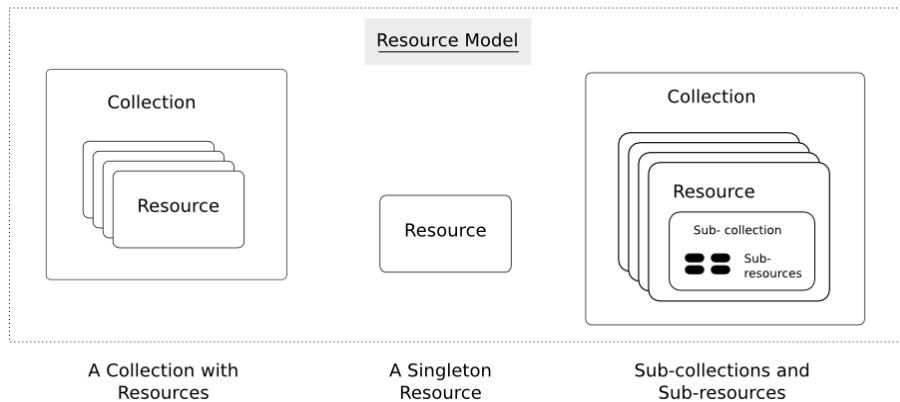 Resource Model
Collection
Resource
Resource
Collection
Resource
Sub- collection
Sub-
resources
A Collection with
Resources
A Singleton
Resource
Sub-collections and
Sub-resources